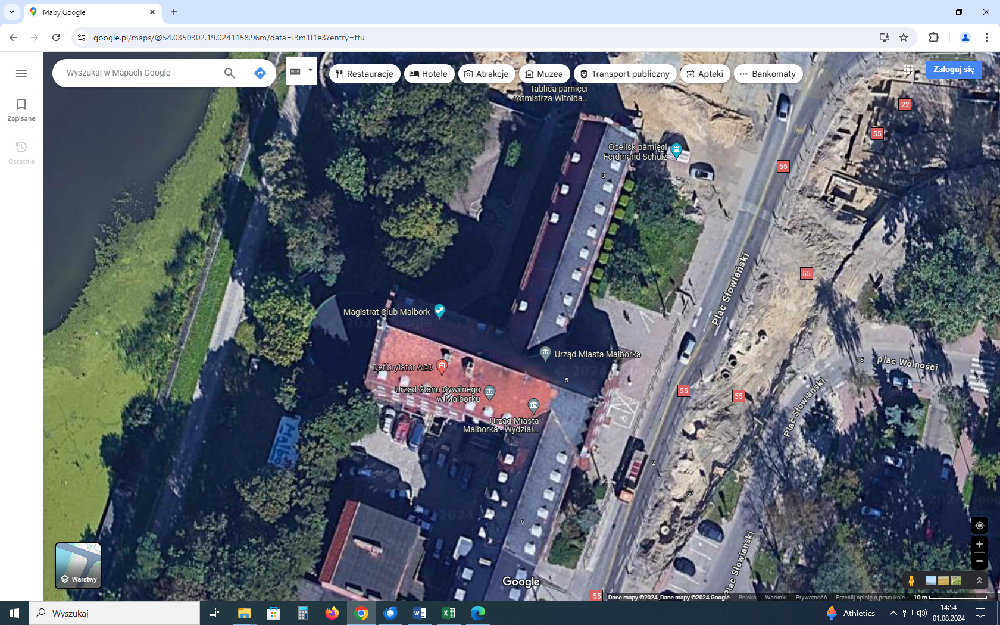 Mapy Google
google.pl/maps/@54.0350302,19.0241158,96m/data=!3m1!1e3?entry=ttu
Wyszukaj w Mapach Google
Restauracje
Hotele
Atrakcje
Muzea
Transport publiczny
Apteki
ATM
Bankomaty
Zaloguj się
Zapisane
Ostatnie
Tablica pamięci
rotmistrza Witolda...
22
55
Obelisk pamięci
Ferdinand Schulz
55
3
55
Plac Słowiański
Magistrat Club Malbork
Urząd Miasta Malborka
15
plac Wolności
Defibrylator AED
5
Urząd Stanu Cywilnego
w Malborku
55
55
Plac Słowiański
Urząd Miasta
Malborka - Wydział...
Malbo
2
67
6
Plac Słowiański
Warstwy
Google
55
Dane mapy ©2024 ,Dane mapy ©2024 Google
Polska
Warunki
Prywatność
Prześlij opinię o produkcie
10 m
Wyszukaj
Athletics
14:54
01.08.2024